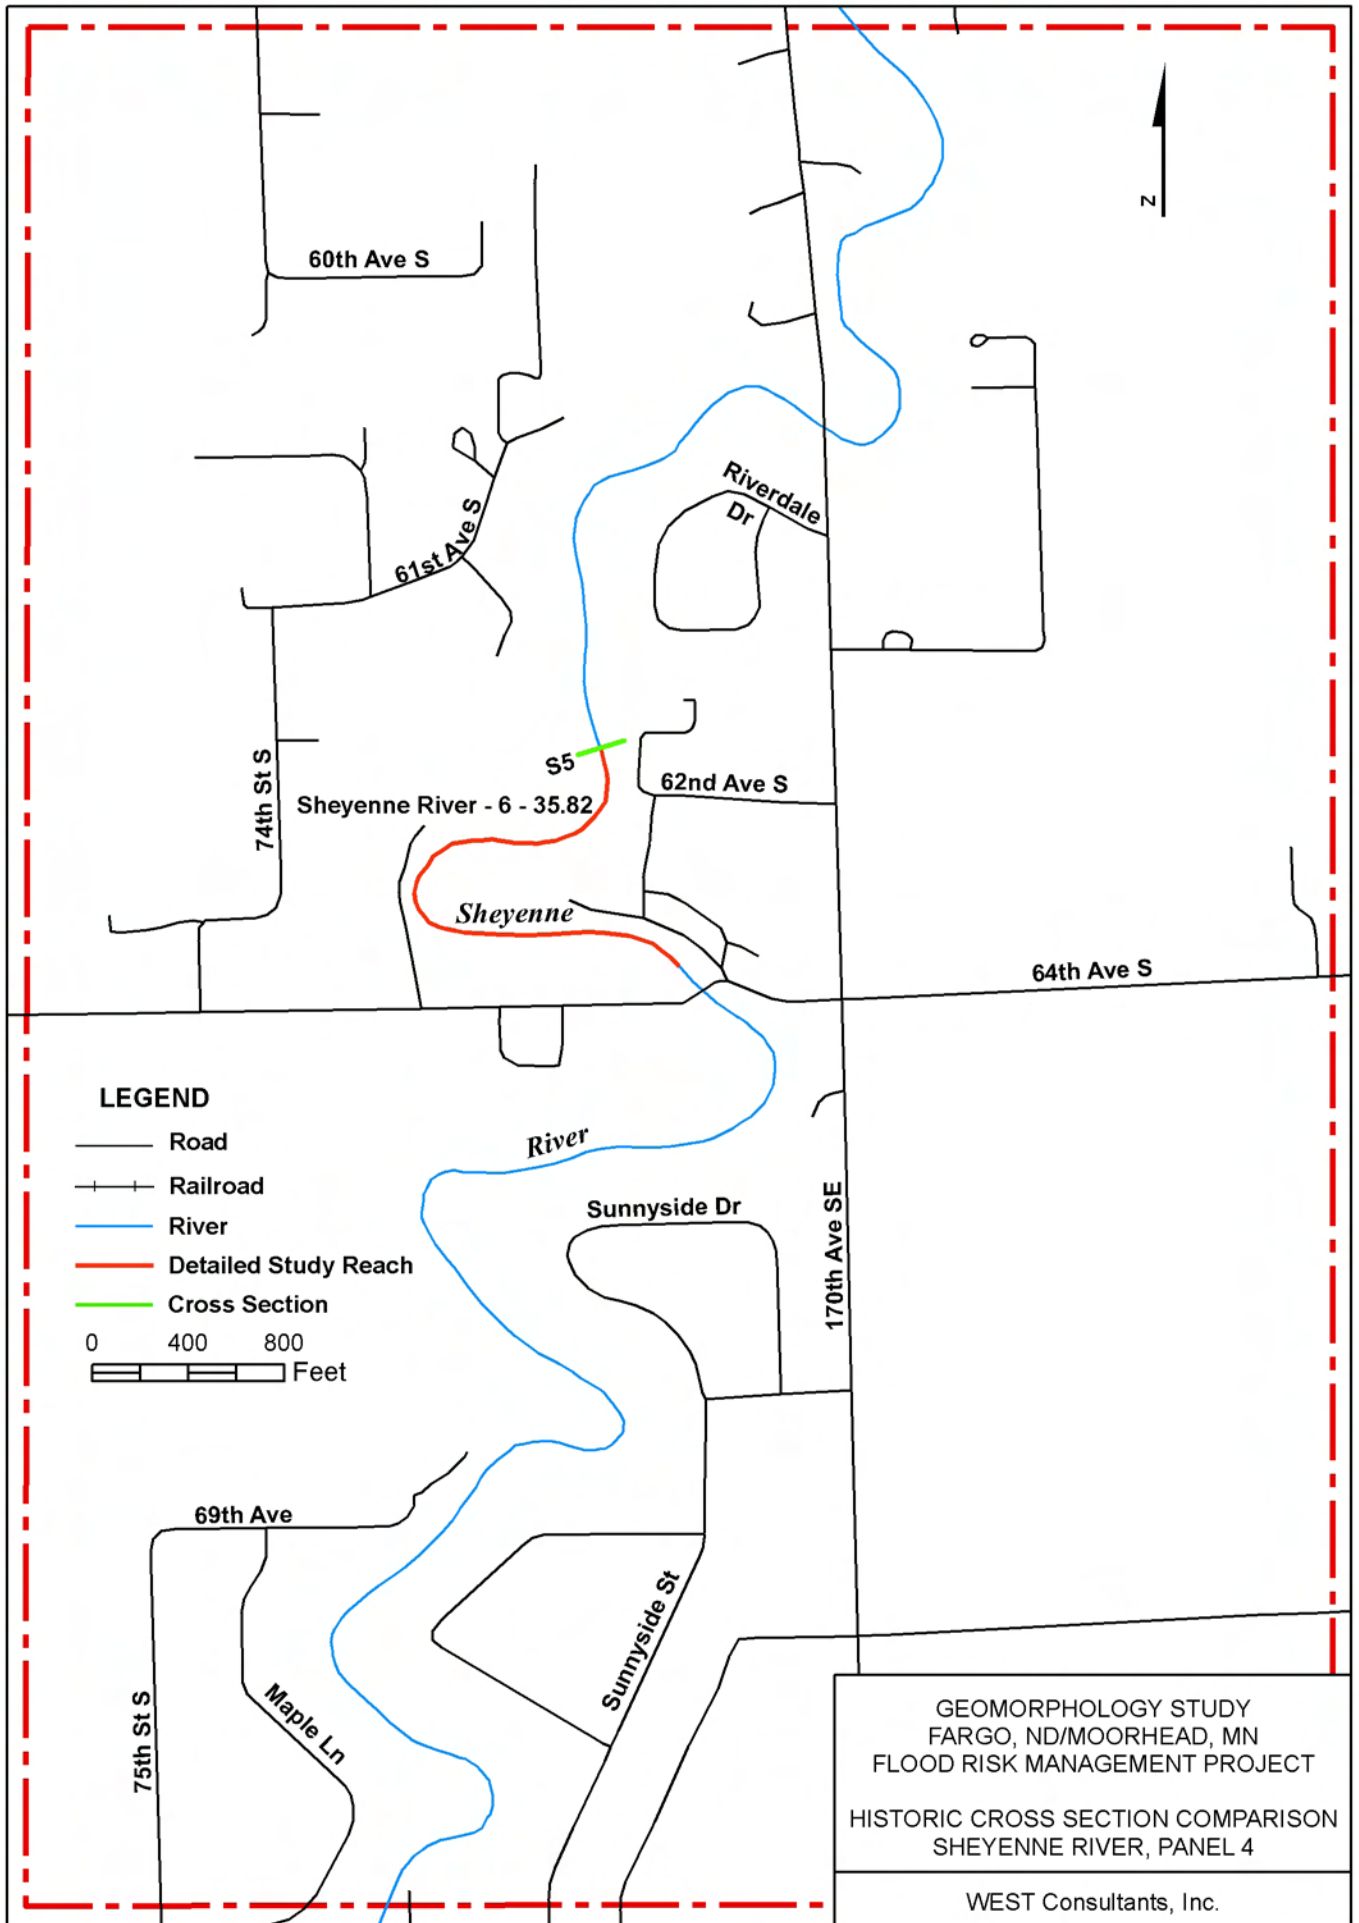 N
60th Ave S
Riverdale
Dr
61st Ave S
S5
62nd Ave S
74th St S
Sheyenne River - 6 - 35.82
Sheyenne
64th Ave S
LEGEND
Road
Railroad
River
Detailed Study Reach
Cross Section
0 400 800
Feet
River
Sunnyside Dr
170th Ave SE
69th Ave
Sunnyside St
Maple Ln
75th St S
GEOMORPHOLOGY STUDY
FARGO, ND/MOORHEAD, MN
FLOOD RISK MANAGEMENT PROJECT
HISTORIC CROSS SECTION COMPARISON
SHEYENNE RIVER, PANEL 4
WEST Consultants, Inc.